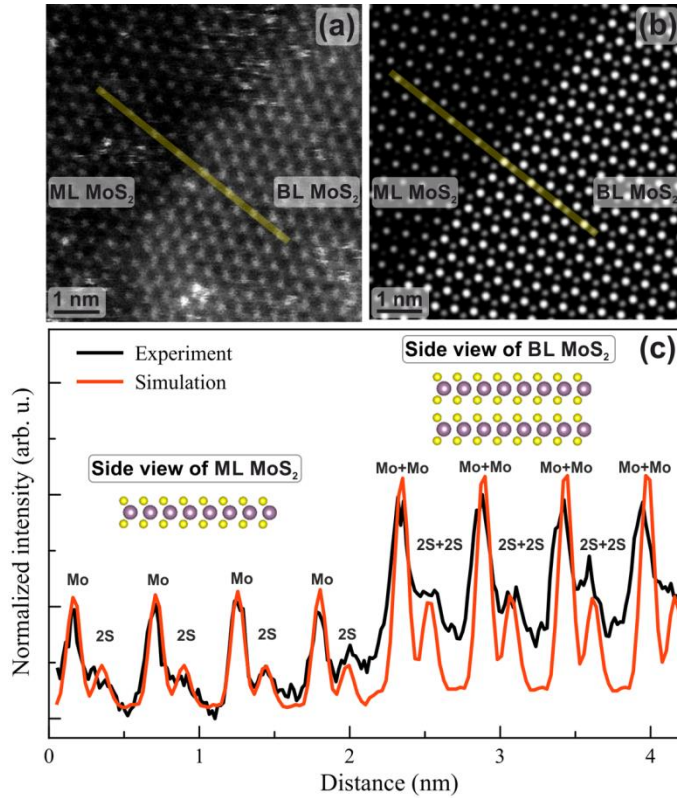 (a)
(b)
ML MoS₂
BL MoS₂
ML MoS₂
BL MoS₂
1 nm
1 nm
(c)
Experiment
Simulation
Side view of BL MoS₂
Side view of ML MoS₂
Mo+Mo Mo+Mo Mo+Mo Mo+Mo
2S+2S 2S+2S 2S+2S
Mo Mo Mo Mo
2S 2S 2S 2S
Normalized intensity (arb. u.)
0 1 2 3 4
Distance (nm)